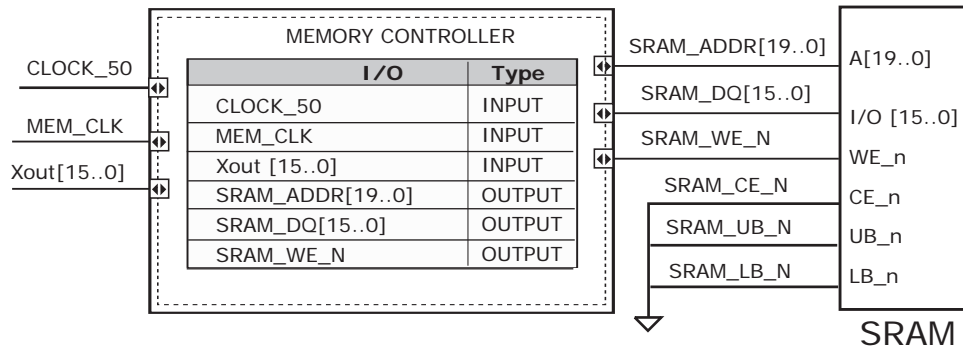 MEMORY CONTROLLER
I/O Type
CLOCK_50 INPUT
MEM_CLK INPUT
Xout [15..0] INPUT
SRAM_ADDR[19..0] OUTPUT
SRAM_DQ[15..0] OUTPUT
SRAM_WE_N OUTPUT
CLOCK_50
MEM_CLK
Xout[15..0]
SRAM_ADDR[19..0]
SRAM_DQ[15..0]
SRAM_WE_N
SRAM_CE_N
SRAM_UB_N
SRAM_LB_N
A[19..0]
I/O [15..0]
WE_n
CE_n
UB_n
LB_n
SRAM